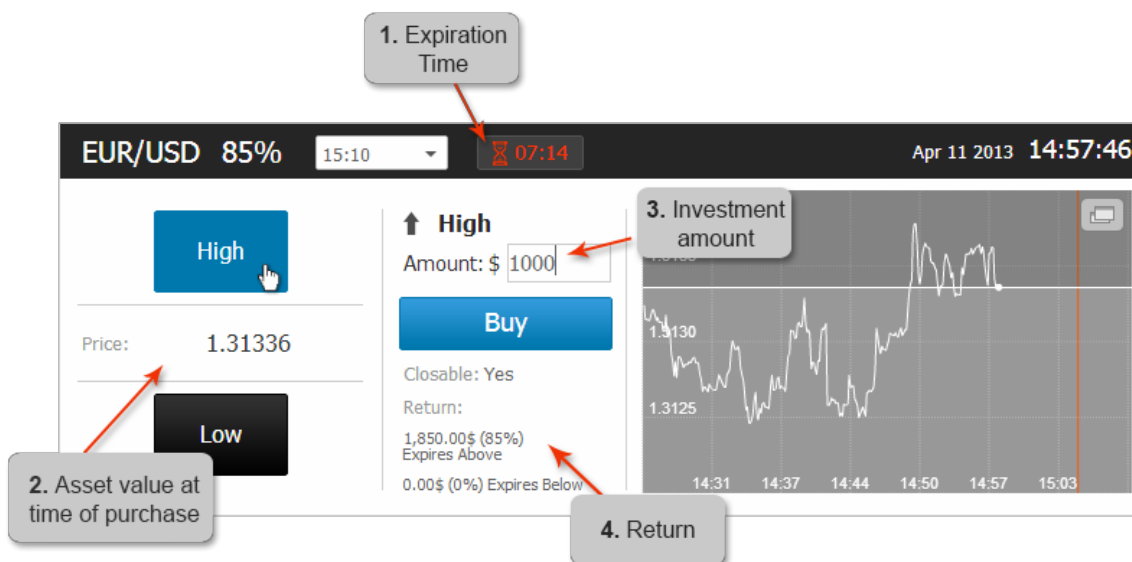 1. Expiration
Time
EUR/USD 85%
15:10
07:14
Apr 11 2013 14:57:46
High
Price: 1.31336
Low
High
Amount: $ 1000
Buy
Closable: Yes
Return:
1,850.00$ (85%)
Expires Above
0.00$ (0%) Expires Below
3. Investment
amount
1.3130
1.3125
14:31 14:37 14:44 14:50 14:57 15:03
2. Asset value at
time of purchase
4. Return